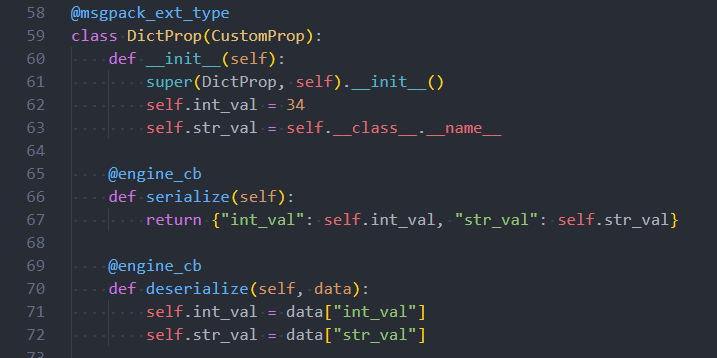 58 @msgpack_ext_type
59 class DictProp(CustomProp):
60     def __init__(self):
61         super(DictProp, self).__init__()
62         self.int_val = 34
63         self.str_val = self.__class__.__name__
64
65     @engine_cb
66     def serialize(self):
67         return {"int_val": self.int_val, "str_val": self.str_val}
68
69     @engine_cb
70     def deserialize(self, data):
71         self.int_val = data["int_val"]
72         self.str_val = data["str_val"]
73